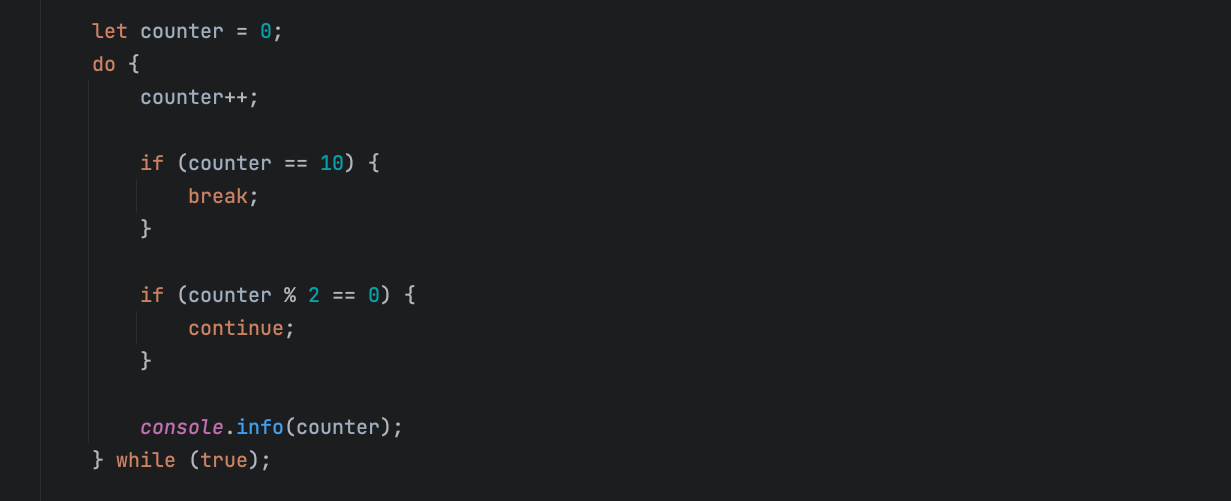 let counter = 0;
do {
    counter++;

    if (counter == 10) {
        break;
    }

    if (counter % 2 == 0) {
        continue;
    }

    console.info(counter);
} while (true);